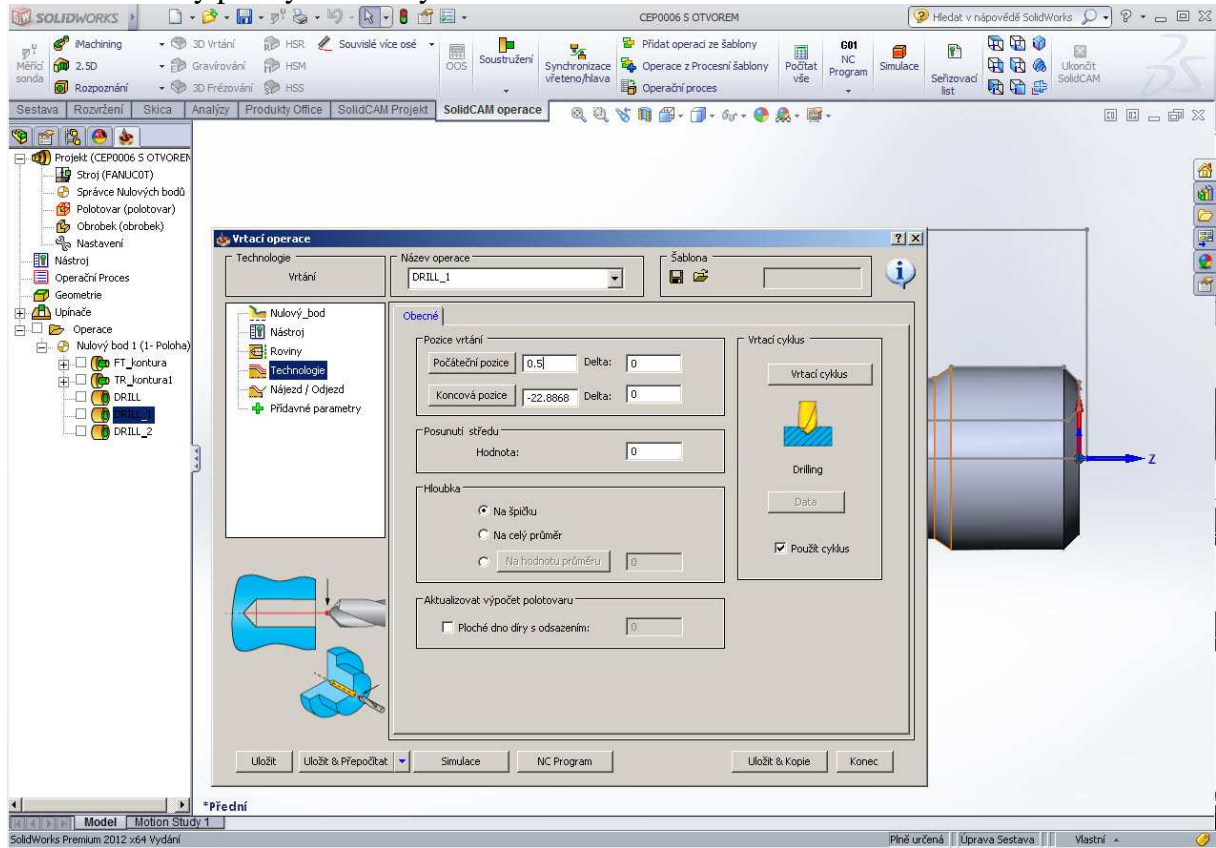 SOLIDWORKS
CEP0006 S OTVOREM
Hledat v nápovědě SolidWorks
Měřící sonda
iMachining
2.5D
Rozpoznání
3D Vrtání
Gravírování
3D Frézování
HSR
HSM
HSS
Souvislé více osé
OOS
Soustružení
Synchronizace vřeteno/hlava
Přidat operaci ze šablony
Operace z Procesní šablony
Operační proces
Počítat vše
G01
NC Program
Simulace
Seřizovací list
Ukončit SolidCAM
Sestava
Rozvržení
Skica
Analýzy
Produkty Office
SolidCAM Projekt
SolidCAM operace
Projekt (CEP0006 S OTVOREN
Stroj (FANUC0T)
Správce Nulových bodů
Polotovar (polotovar)
Obrobek (obrobek)
Nastavení
Nástroj
Operační Proces
Geometrie
Upínače
Operace
Nulový bod 1 (1- Poloha)
FT_kontura
TR_kontura1
DRILL
DRILL_1
DRILL_2
Vrtací operace
Technologie
Vrtání
Název operace
DRILL_1
Šablona
Nulový_bod
Nástroj
Roviny
Technologie
Nájezd / Odjezd
Přídavné parametry
Obecné
Pozice vrtání
Počáteční pozice
0.5
Delta:
0
Koncová pozice
-22.8868
Delta:
0
Posunutí středu
Hodnota:
0
Hloubka
Na špičku
Na celý průměr
Na hodnotu průměru
0
Aktualizovat výpočet polotovaru
Ploché dno díry s odsazením:
0
Vrtací cyklus
Vrtací cyklus
Drilling
Data
Použít cyklus
Uložit
Uložit & Přepočítat
Simulace
NC Program
Uložit & Kopie
Konec
Z
*Přední
Model
Motion Study 1
SolidWorks Premium 2012 x64 Vydání
Plně určená
Úprava Sestava
Vlastní